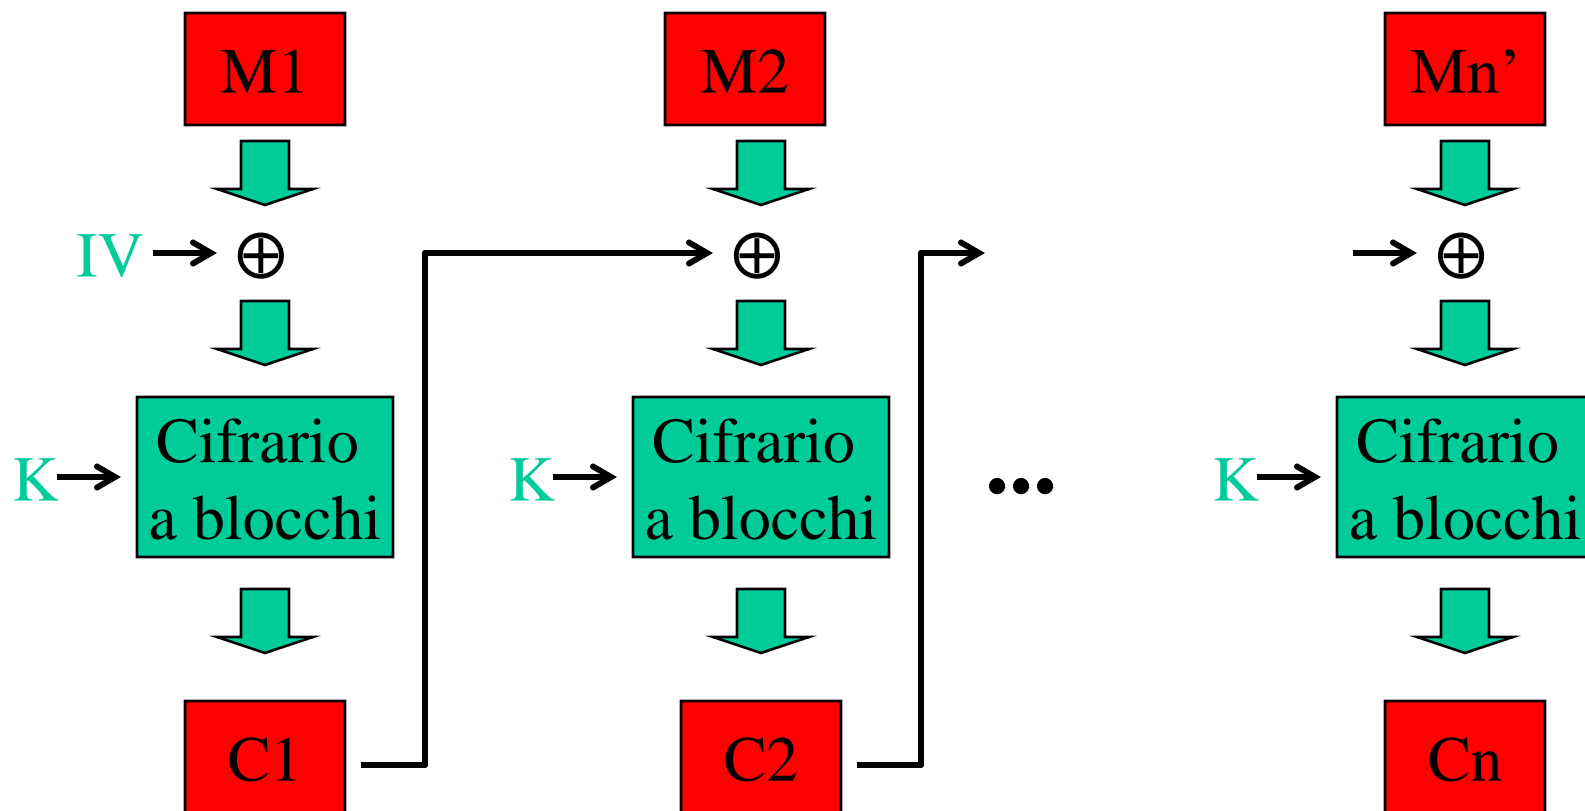 M1
M2
Mn’
IV
K
Cifrario
a blocchi
K
Cifrario
a blocchi
•••
K
Cifrario
a blocchi
C1
C2
Cn